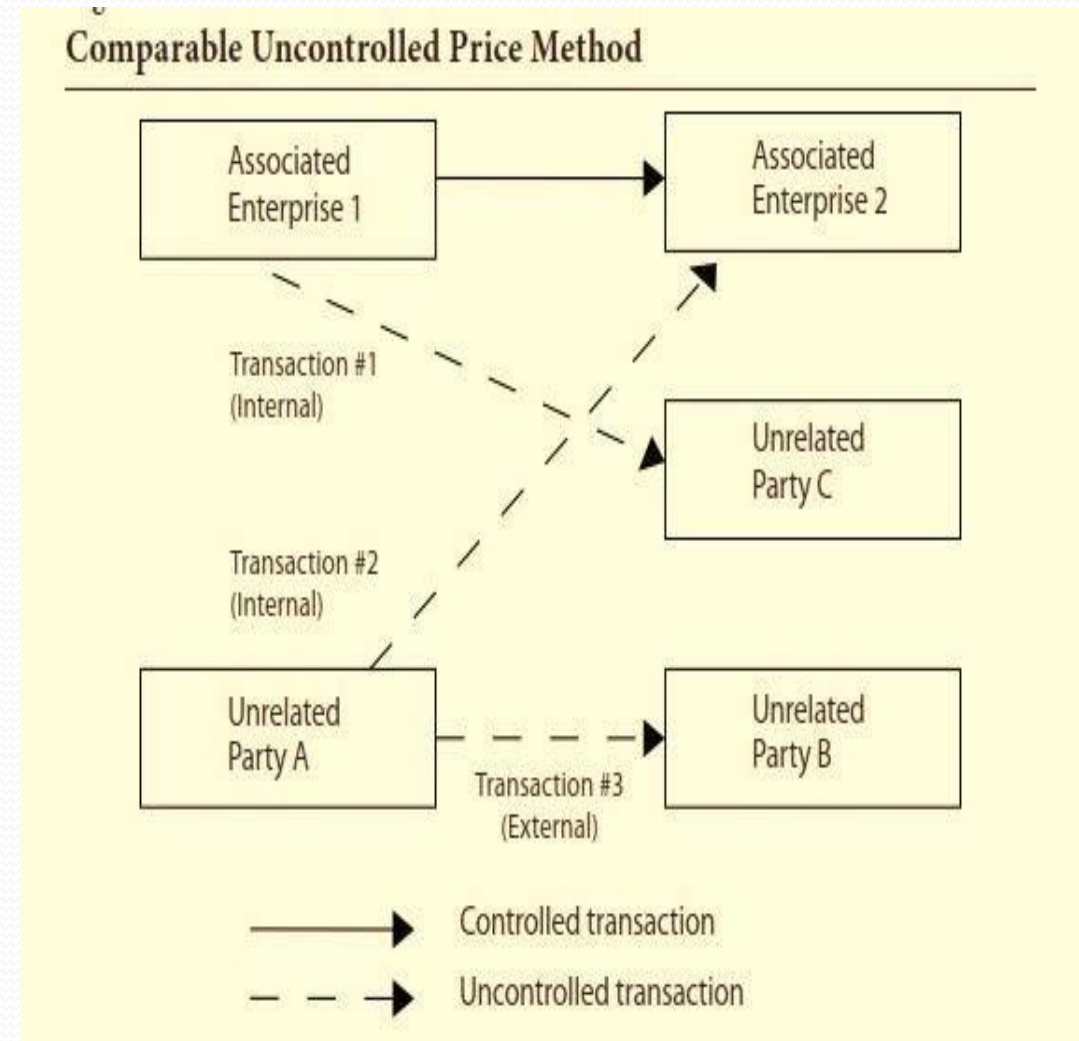 Comparable Uncontrolled Price Method
Associated
Enterprise 1
Associated
Enterprise 2
Transaction #1
(Internal)
Unrelated
Party C
Transaction #2
(Internal)
Unrelated
Party A
Unrelated
Party B
Transaction #3
(External)
Controlled transaction
Uncontrolled transaction